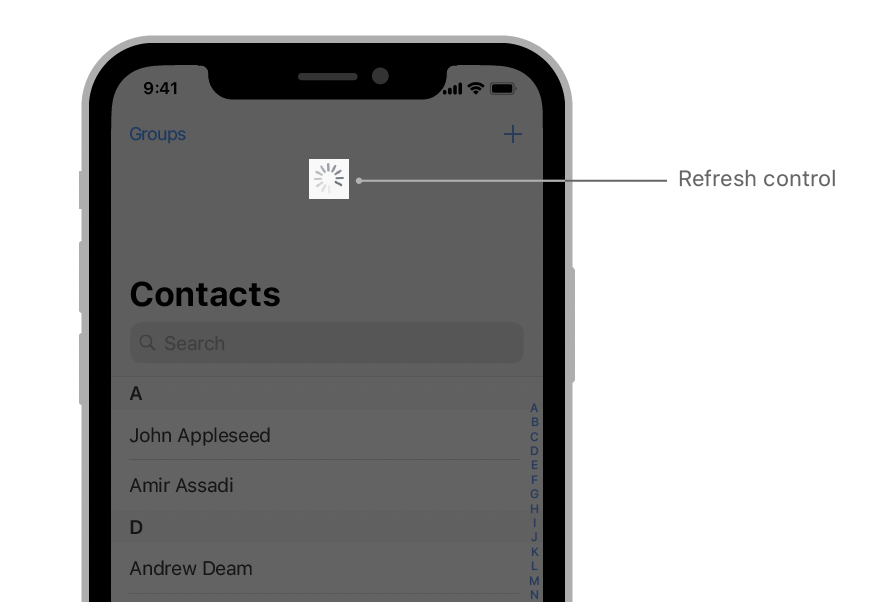 9:41
Groups
+
Refresh control
Contacts
Search
A
John Appleseed
Amir Assadi
D
Andrew Deam
A
B
C
D
E
F
G
H
I
J
K
L
M
N